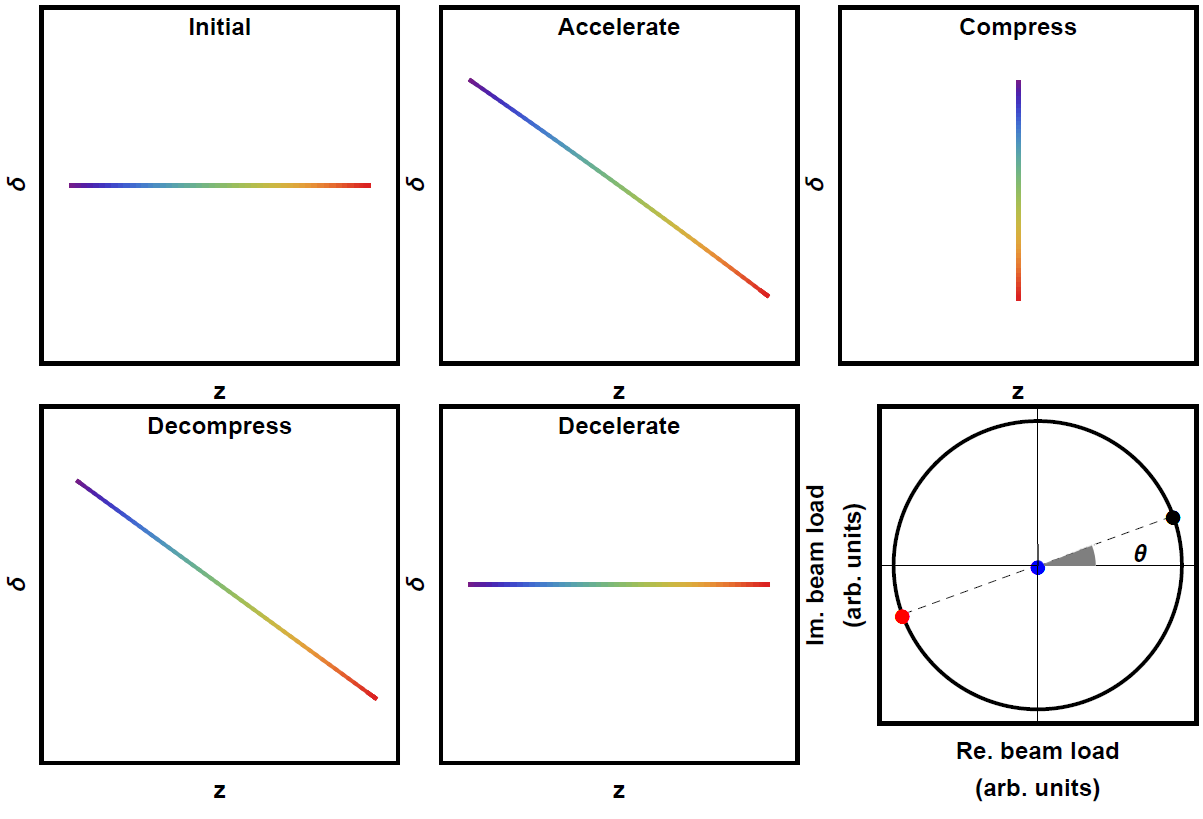 Initial
δ
z
Accelerate
δ
z
Compress
δ
z
Decompress
δ
z
Decelerate
δ
z
Im. beam load
(arb. units)
θ
Re. beam load
(arb. units)